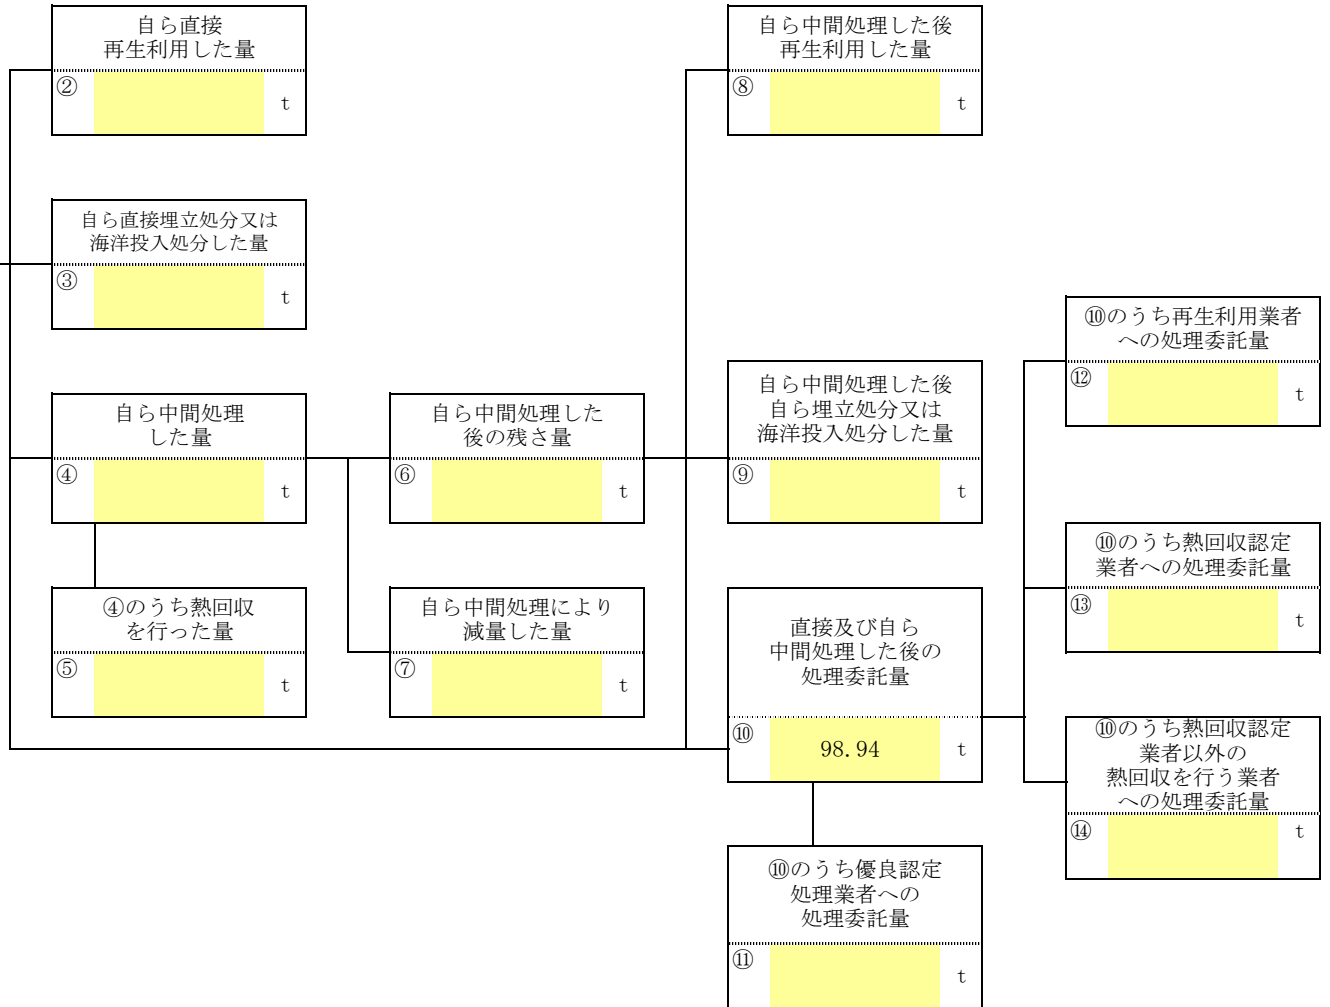 自ら直接
再生利用した量
②
t
自ら中間処理した後
再生利用した量
⑧
t
自ら直接埋立処分又は
海洋投入処分した量
③
t
⑩のうち再生利用業者
への処理委託量
⑫
t
自ら中間処理
した量
④
t
自ら中間処理した
後の残さ量
⑥
t
自ら中間処理した後
自ら埋立処分又は
海洋投入処分した量
⑨
t
⑩のうち熱回収認定
業者への処理委託量
⑬
t
④のうち熱回収
を行った量
⑤
t
自ら中間処理により
減量した量
⑦
t
直接及び自ら
中間処理した後の
処理委託量
⑩
98.94
t
⑩のうち熱回収認定
業者以外の
熱回収を行う業者
への処理委託量
⑭
t
⑩のうち優良認定
処理業者への
処理委託量
⑪
t